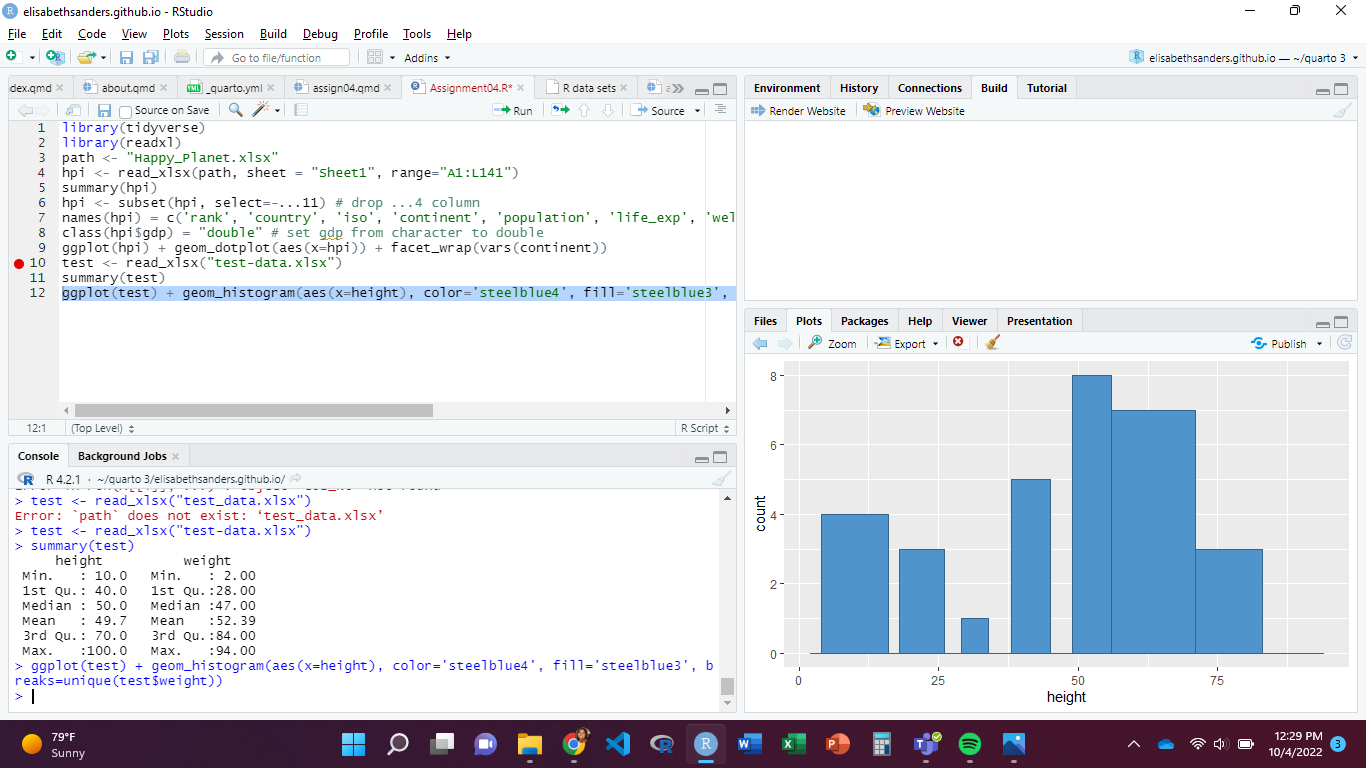 elisabethsanders.github.io - RStudio
File Edit Code View Plots Session Build Debug Profile Tools Help
Go to file/function Addins elisabethsanders.github.io — ~/quarto 3
dex.qmd about.qmd _quarto.yml assign04.qmd Assignment04.R* R data sets
Source on Save Run Source
1 library(tidyverse)
2 library(readxl)
3 path <- "Happy_Planet.xlsx"
4 hpi <- read_xlsx(path, sheet = "Sheet1", range="A1:L141")
5 summary(hpi)
6 hpi <- subset(hpi, select=-...11) # drop ...4 column
7 names(hpi) = c('rank', 'country', 'iso', 'continent', 'population', 'life_exp', 'wel
8 class(hpi$gdp) = "double" # set gdp from character to double
9 ggplot(hpi) + geom_dotplot(aes(x=hpi)) + facet_wrap(vars(continent))
10 test <- read_xlsx("test-data.xlsx")
11 summary(test)
12 ggplot(test) + geom_histogram(aes(x=height), color='steelblue4', fill='steelblue3',
12:1 (Top Level) R Script
Console Background Jobs
R 4.2.1 · ~/quarto 3/elisabethsanders.github.io/
> test <- read_xlsx("test_data.xlsx")
Error: `path` does not exist: ‘test_data.xlsx’
> test <- read_xlsx("test-data.xlsx")
> summary(test)
height weight
Min. : 10.0 Min. : 2.00
1st Qu.: 40.0 1st Qu.:28.00
Median : 50.0 Median :47.00
Mean : 49.7 Mean :52.39
3rd Qu.: 70.0 3rd Qu.:84.00
Max. :100.0 Max. :94.00
> ggplot(test) + geom_histogram(aes(x=height), color='steelblue4', fill='steelblue3', b
reaks=unique(test$weight))
>
Environment History Connections Build Tutorial
Render Website Preview Website
Files Plots Packages Help Viewer Presentation
Zoom Export Publish
8
6
4
2
0
count
0 25 50 75
height
79°F
Sunny
12:29 PM
10/4/2022
3